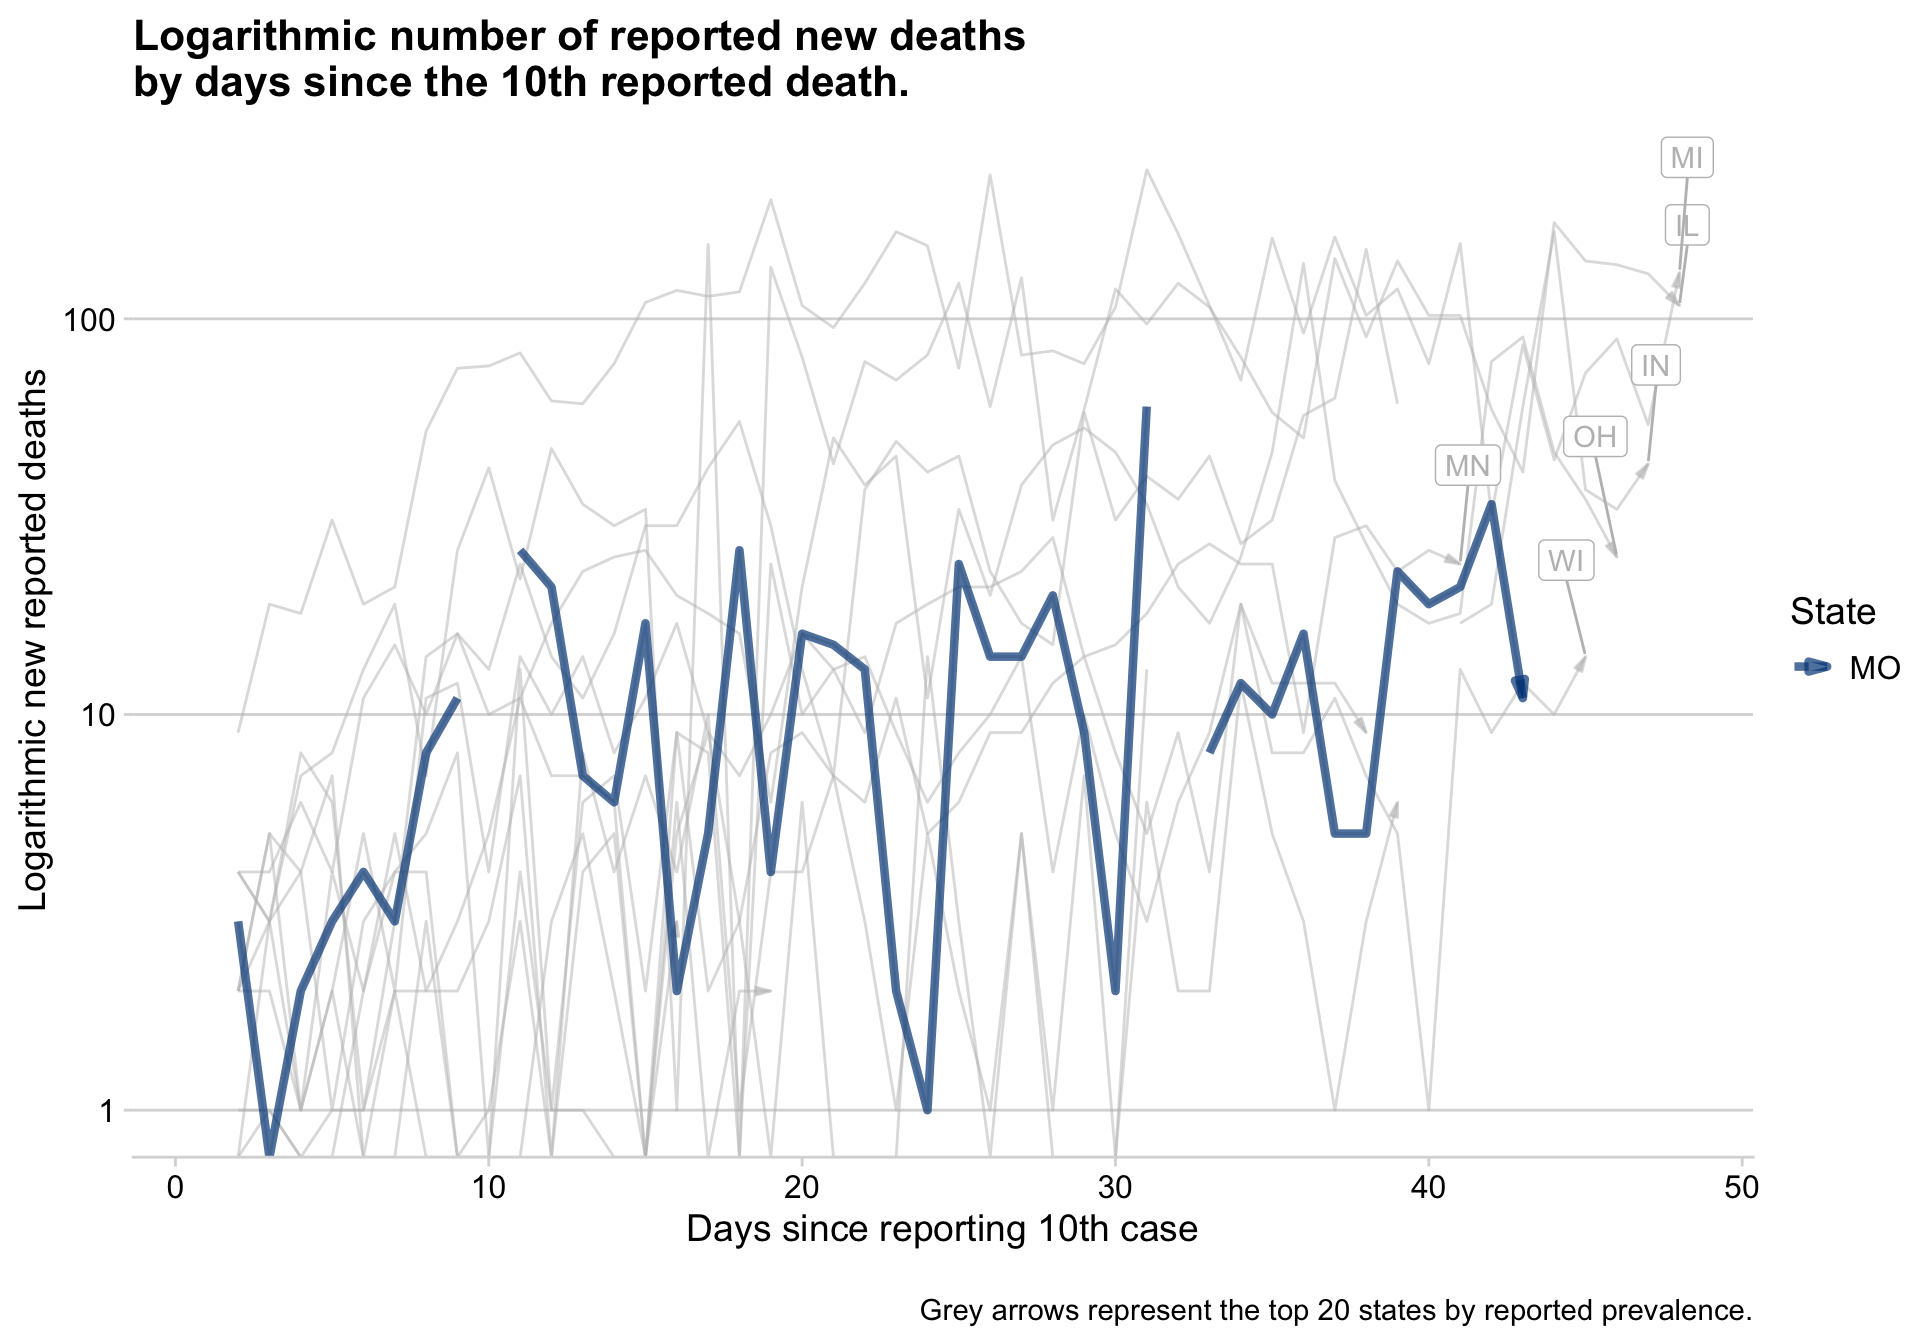 Logarithmic number of reported new deaths
by days since the 10th reported death.
MI
IL
100
IN
OH
MN
WI
Logarithmic new reported deaths
State
MO
10
1
0 10 20 30 40 50
Days since reporting 10th case
Grey arrows represent the top 20 states by reported prevalence.